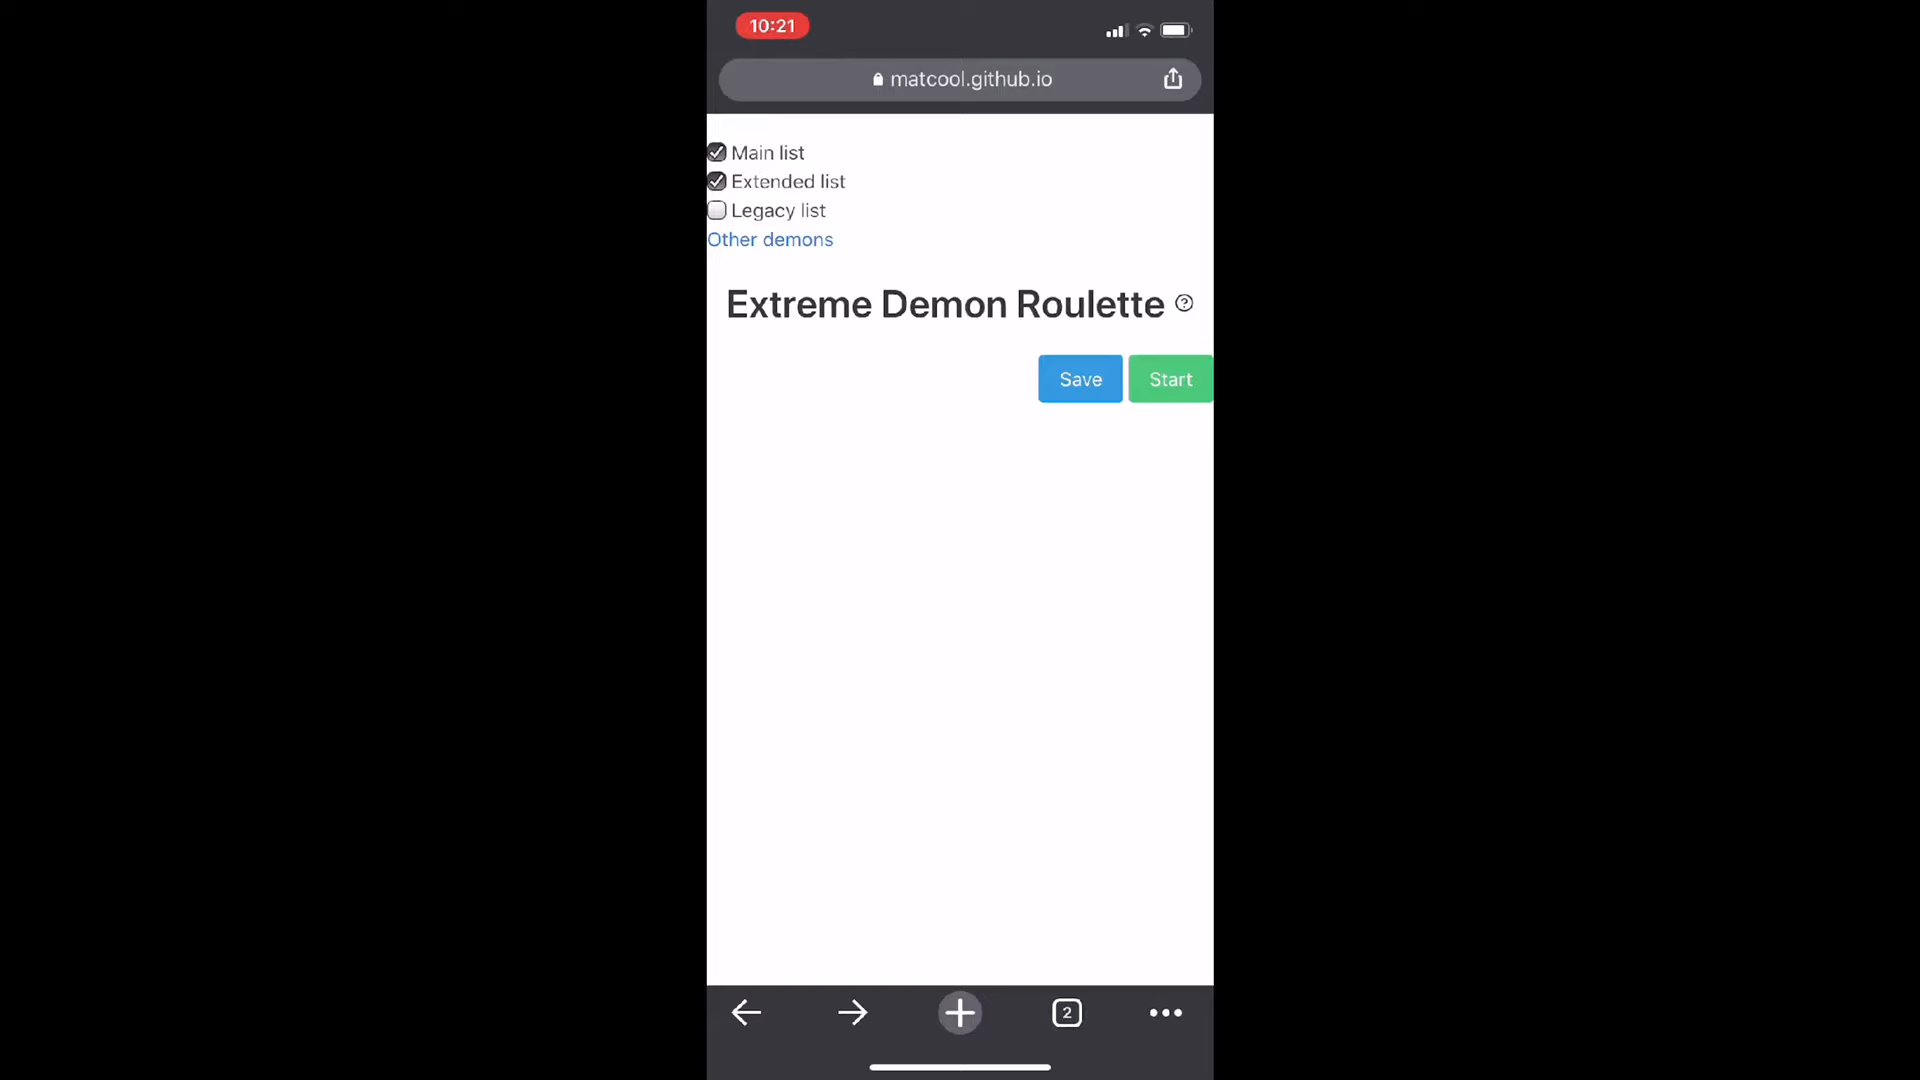 10:21
matcool.github.io
Main list
Extended list
Legacy list
Other demons
Extreme Demon Roulette
Save Start
2